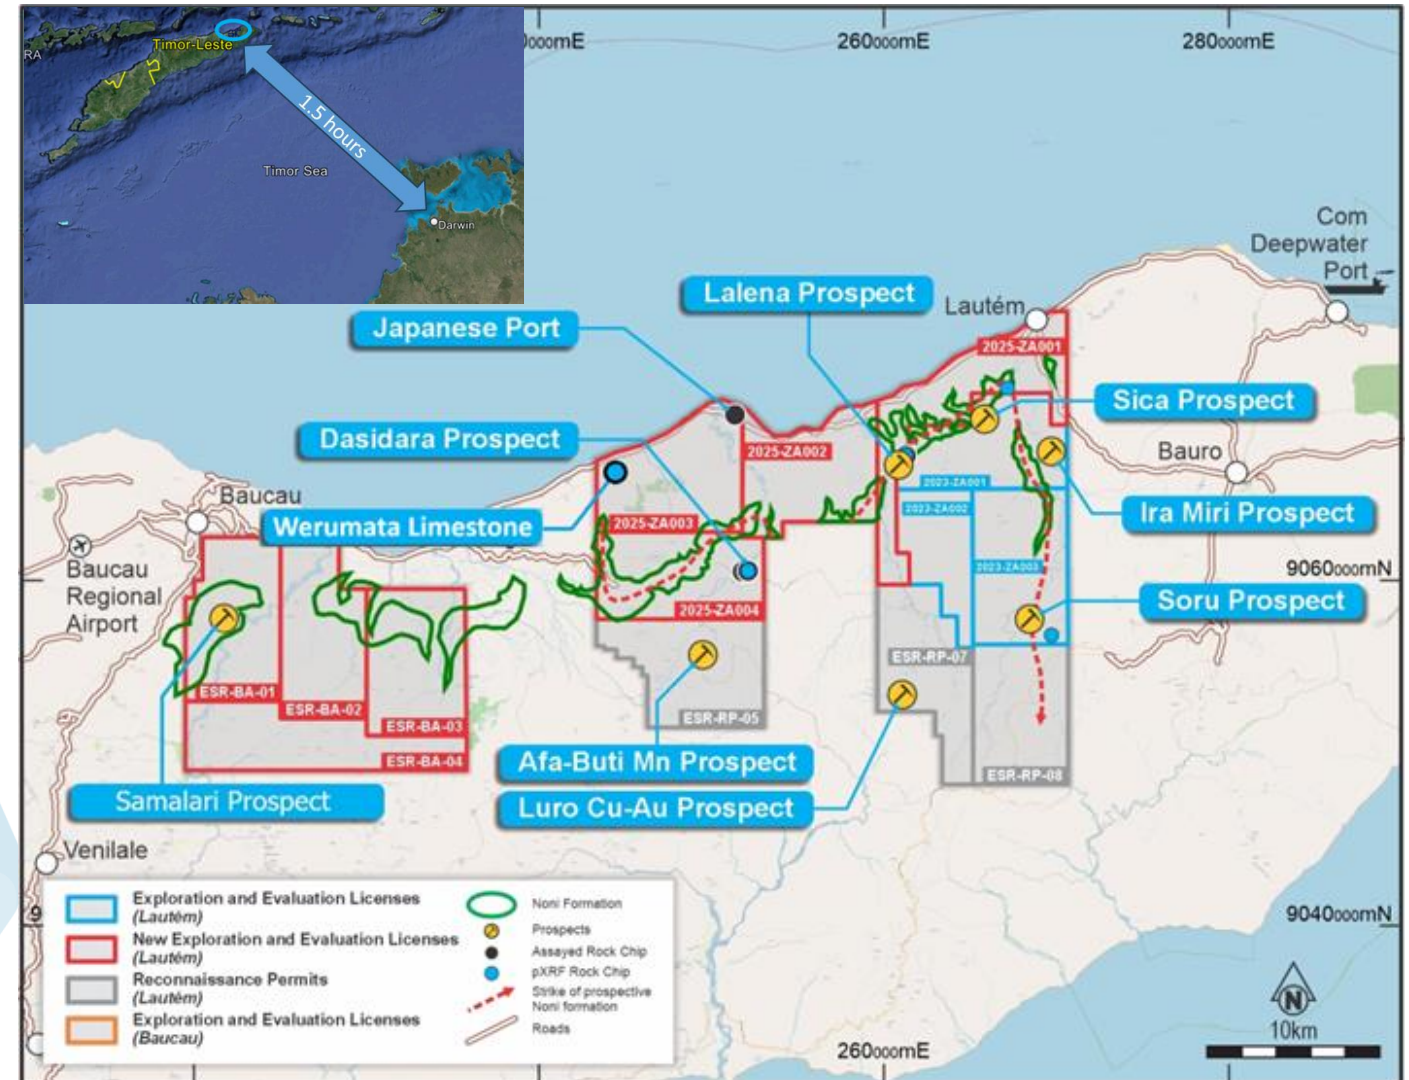 RA
Timor-Leste
1.5 hours
Timor Sea
Darwin
000mE
260000mE
280000mE
Com
Deepwater
Port
Lalena Prospect
Lautém
Japanese Port
2025-ZA001
Sica Prospect
Dasidara Prospect
2025-ZA002
Bauro
Baucau
2023-ZA001
Werumata Limestone
2025-ZA003
2023-ZA002
Ira Miri Prospect
Baucau
Regional
Airport
2023-ZA003
9060000mN
2025-ZA004
Soru Prospect
ESR-RP-07
ESR-BA-01
ESR-BA-02
ESR-BA-03
ESR-BA-04
ESR-RP-05
Afa-Buti Mn Prospect
ESR-RP-08
Samalari Prospect
Luro Cu-Au Prospect
Venilale
Exploration and Evaluation Licenses
(Lautém)
New Exploration and Evaluation Licenses
(Lautém)
Reconnaissance Permits
(Lautém)
Exploration and Evaluation Licenses
(Baucau)
Noni Formation
Prospects
Assayed Rock Chip
pXRF Rock Chip
Strike of prospective
Noni formation
Roads
9
9040000mN
N
10km
260000mE